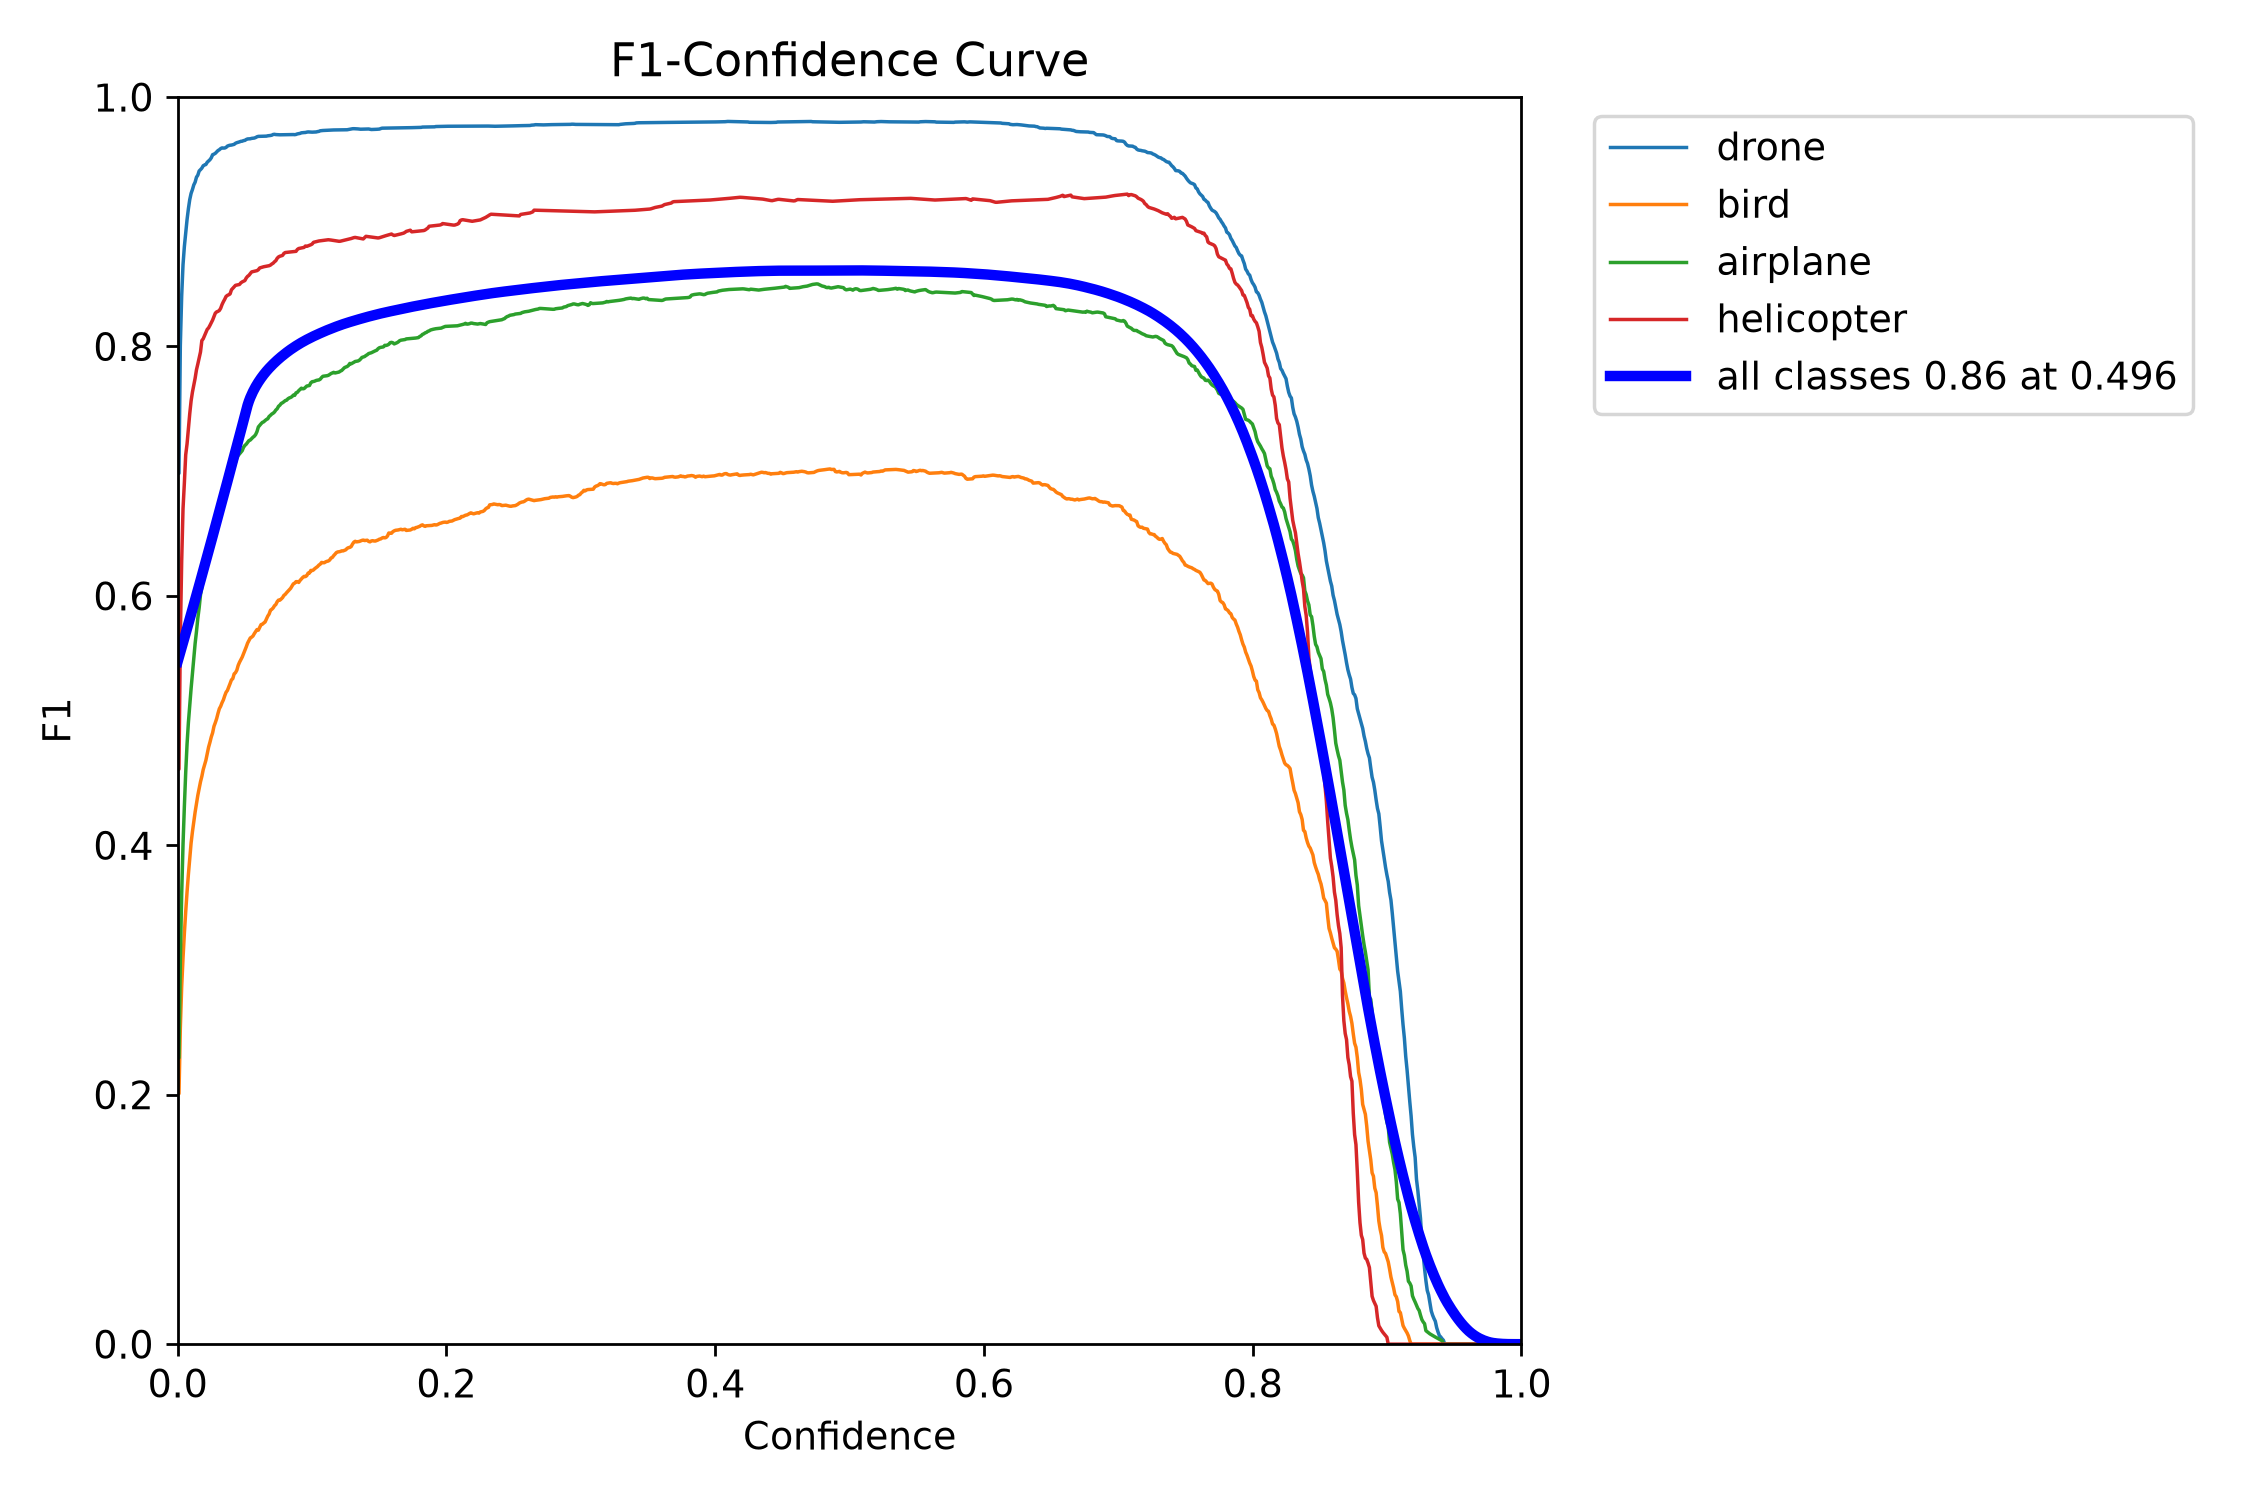 F1-Confidence Curve
1.0
0.8
0.6
0.4
0.2
0.0
F1
0.0 0.2 0.4 0.6 0.8 1.0
Confidence
drone
bird
airplane
helicopter
all classes 0.86 at 0.496